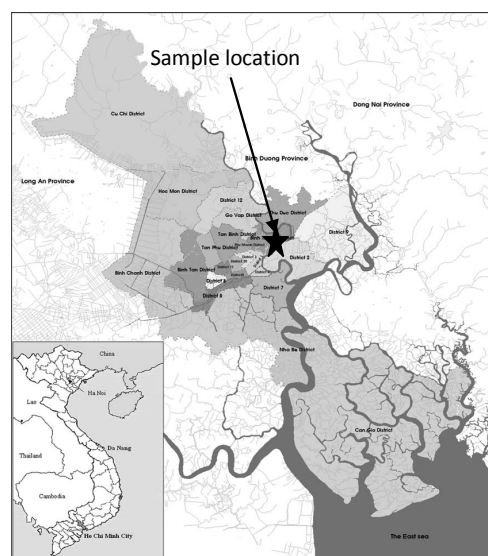 Sample location
Cu Chi District
Dong Nai Province
Binh Duong Province
Long An Province
Hoc Mon District
District 12
Thu Duc District
Go Vap District
District 9
Tan Binh District
Tan Phu District
District 2
Binh Chanh District
Binh Tan District
District 7
District 8
Nha Be District
Can Gio District
The East sea
China
Ha Noi
Lao
Da Nang
Thailand
Cambodia
Ho Chi Minh City